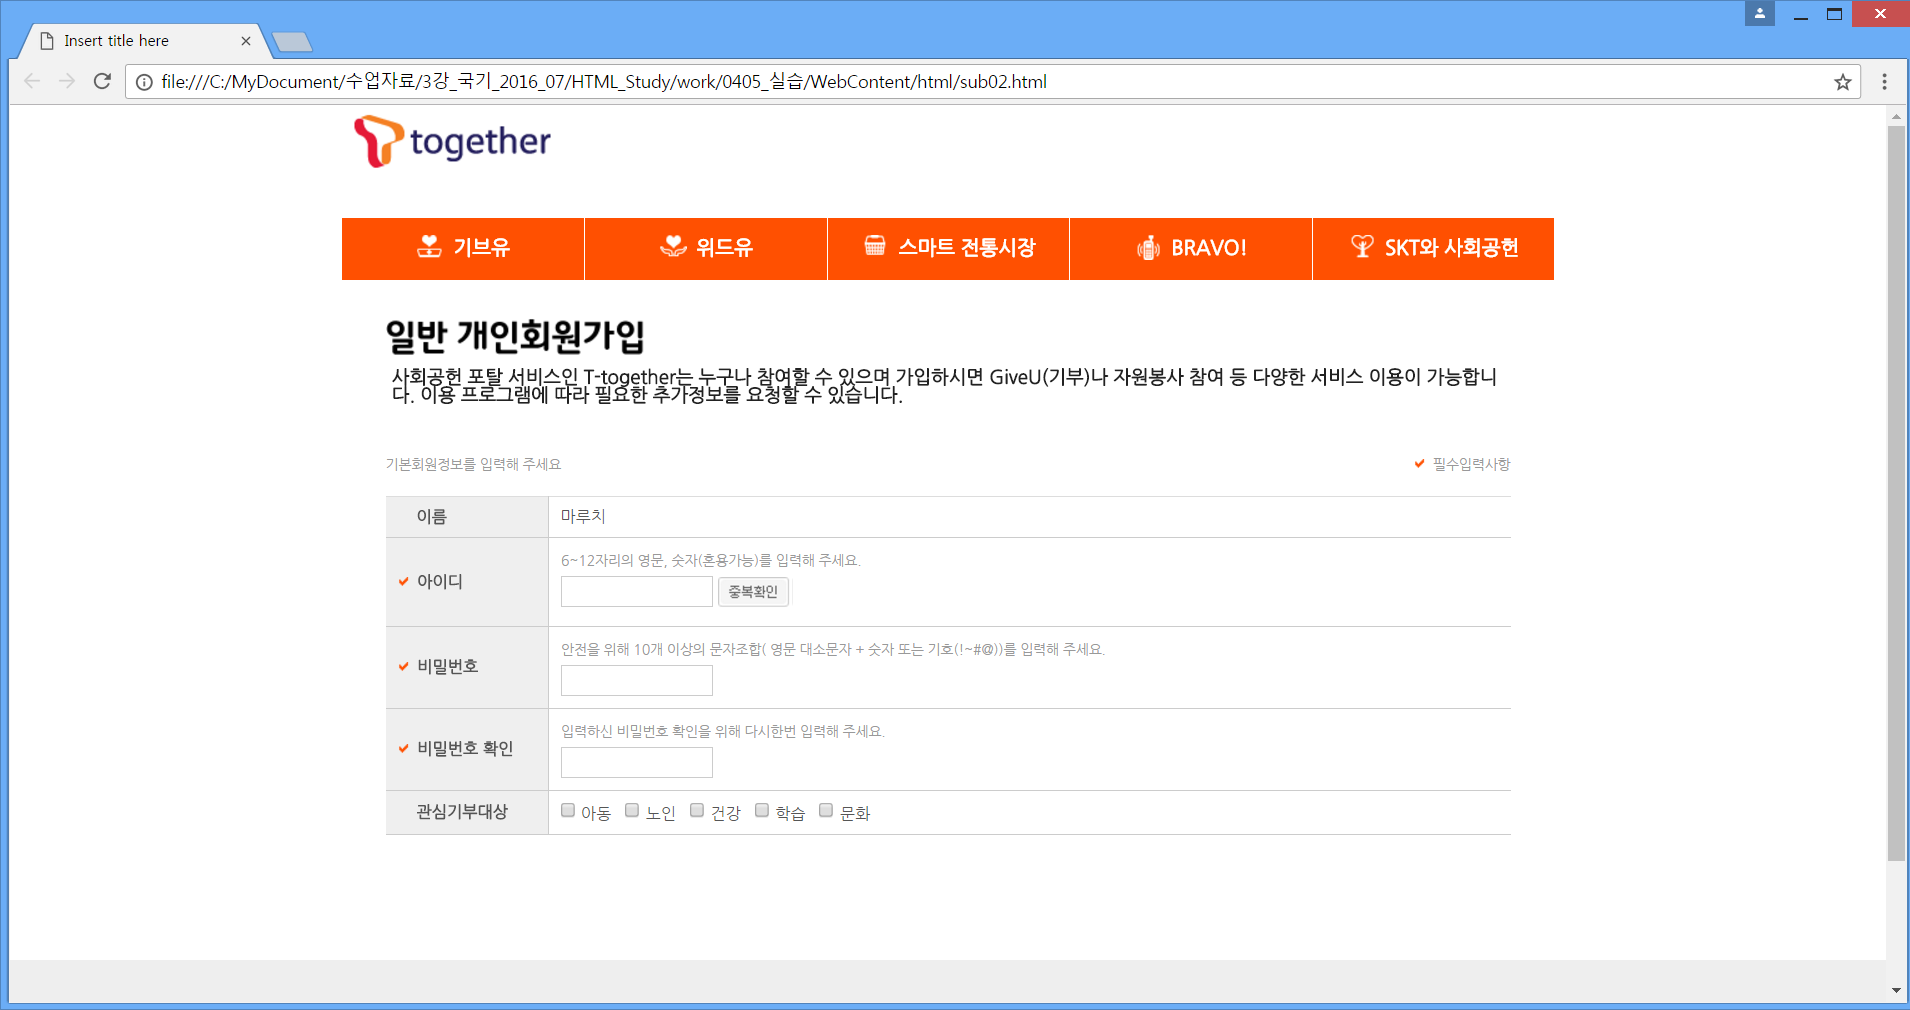 Insert title here
file:///C:/MyDocument/수업자료/3강_국기_2016_07/HTML_Study/work/0405_실습/WebContent/html/sub02.html
together
기브유 위드유 스마트 전통시장 BRAVO! SKT와 사회공헌
일반 개인회원가입
사회공헌 포탈 서비스인 T-together는 누구나 참여할 수 있으며 가입하시면 GiveU(기부)나 자원봉사 참여 등 다양한 서비스 이용이 가능합니
다. 이용 프로그램에 따라 필요한 추가정보를 요청할 수 있습니다.
기본회원정보를 입력해 주세요 필수입력사항
이름 마루치
6~12자리의 영문, 숫자(혼용가능)를 입력해 주세요.
아이디 중복확인
안전을 위해 10개 이상의 문자조합( 영문 대소문자 + 숫자 또는 기호(!~#@))를 입력해 주세요.
비밀번호
입력하신 비밀번호 확인을 위해 다시한번 입력해 주세요.
비밀번호 확인
관심기부대상 아동 노인 건강 학습 문화